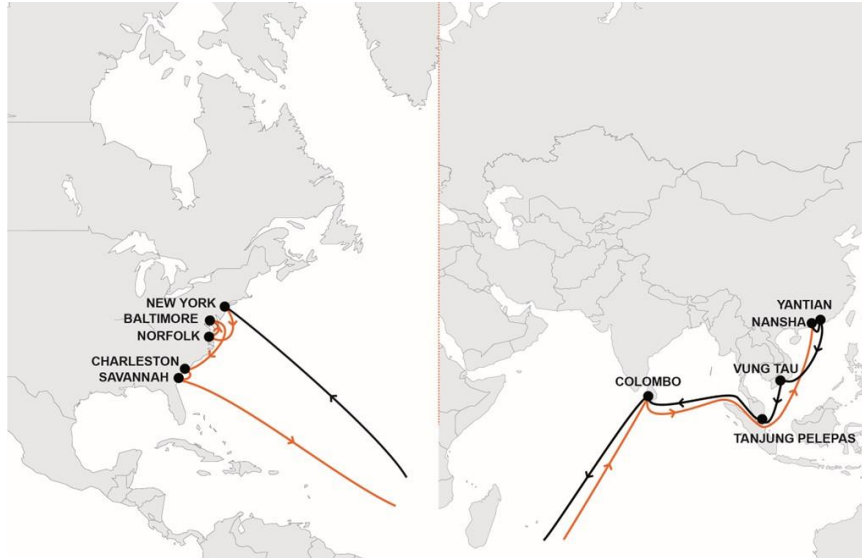 NEW YORK
BALTIMORE
NORFOLK
CHARLESTON
SAVANNAH
YANTIAN
NANSHA
VUNG TAU
COLOMBO
TANJUNG PELEPAS